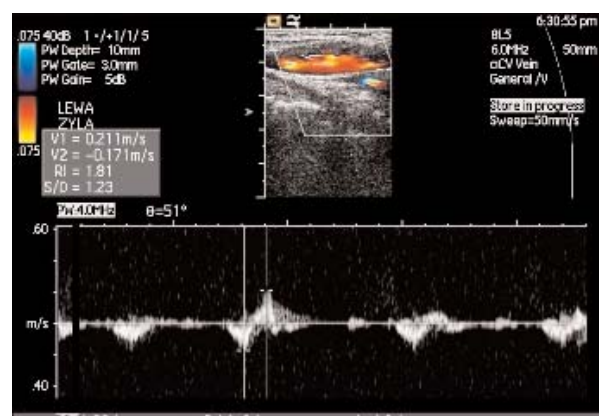 6:30:55 pm
.075 40dB 1 -/+1/1/ 5
PW Depth= 10mm
PW Gate= 3.0mm
PW Gain= 5dB
8L5
6.0MHz 50mm
General /V
Store in progress
Sweep=50mm/s
LEWA
ZYLA
.075
V1 = 0.211m/s
V2 = -0.171m/s
RI = 1.81
S/D = 1.23
PW 4.0MHz θ=51°
.60
m/s
.40